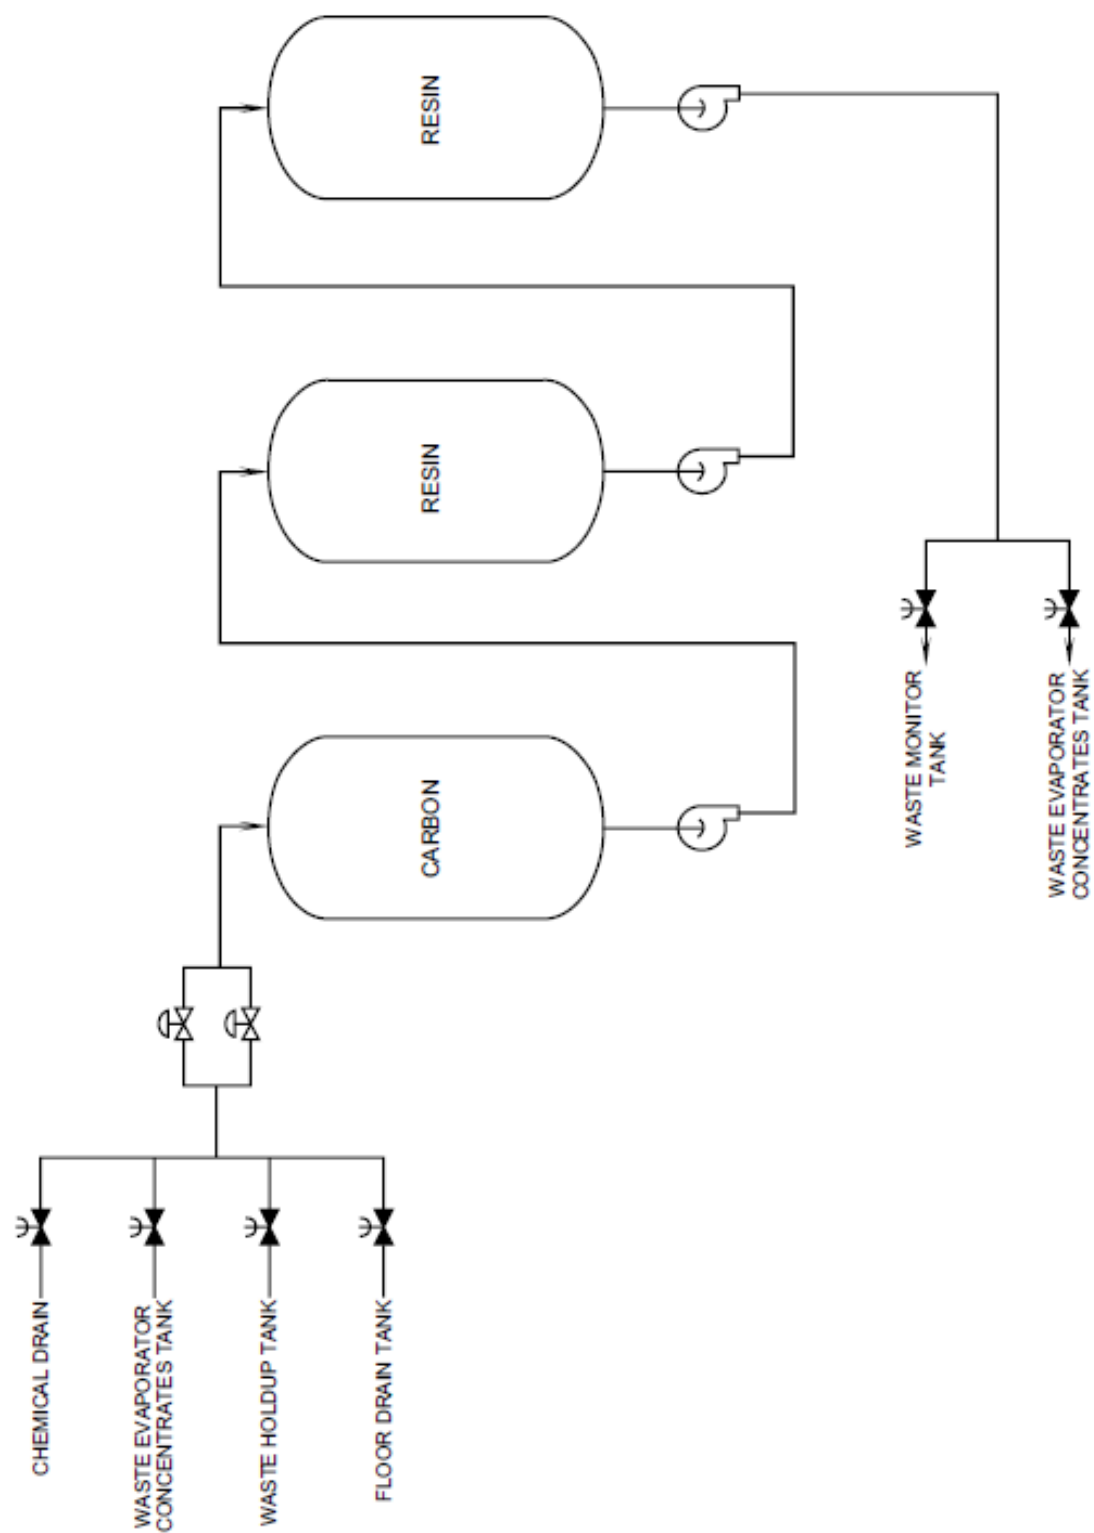 CHEMICAL DRAIN
WASTE EVAPORATOR
CONCENTRATES TANK
WASTE HOLDUP TANK
FLOOR DRAIN TANK
CARBON
RESIN
RESIN
WASTE MONITOR
TANK
WASTE EVAPORATOR
CONCENTRATES TANK